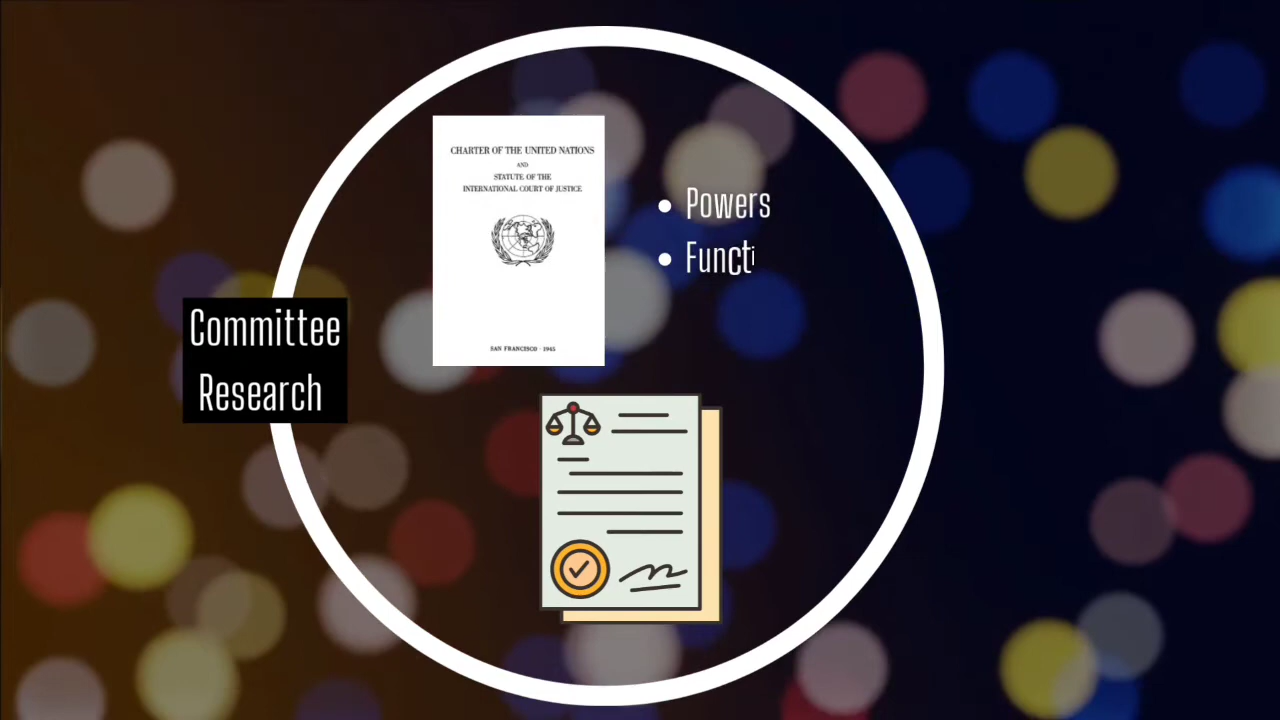 CHARTER OF THE UNITED NATIONS
AND
STATUTE OF THE
INTERNATIONAL COURT OF JUSTICE
SAN FRANCISCO · 1945
• Powers
• Functi
Committee
Research